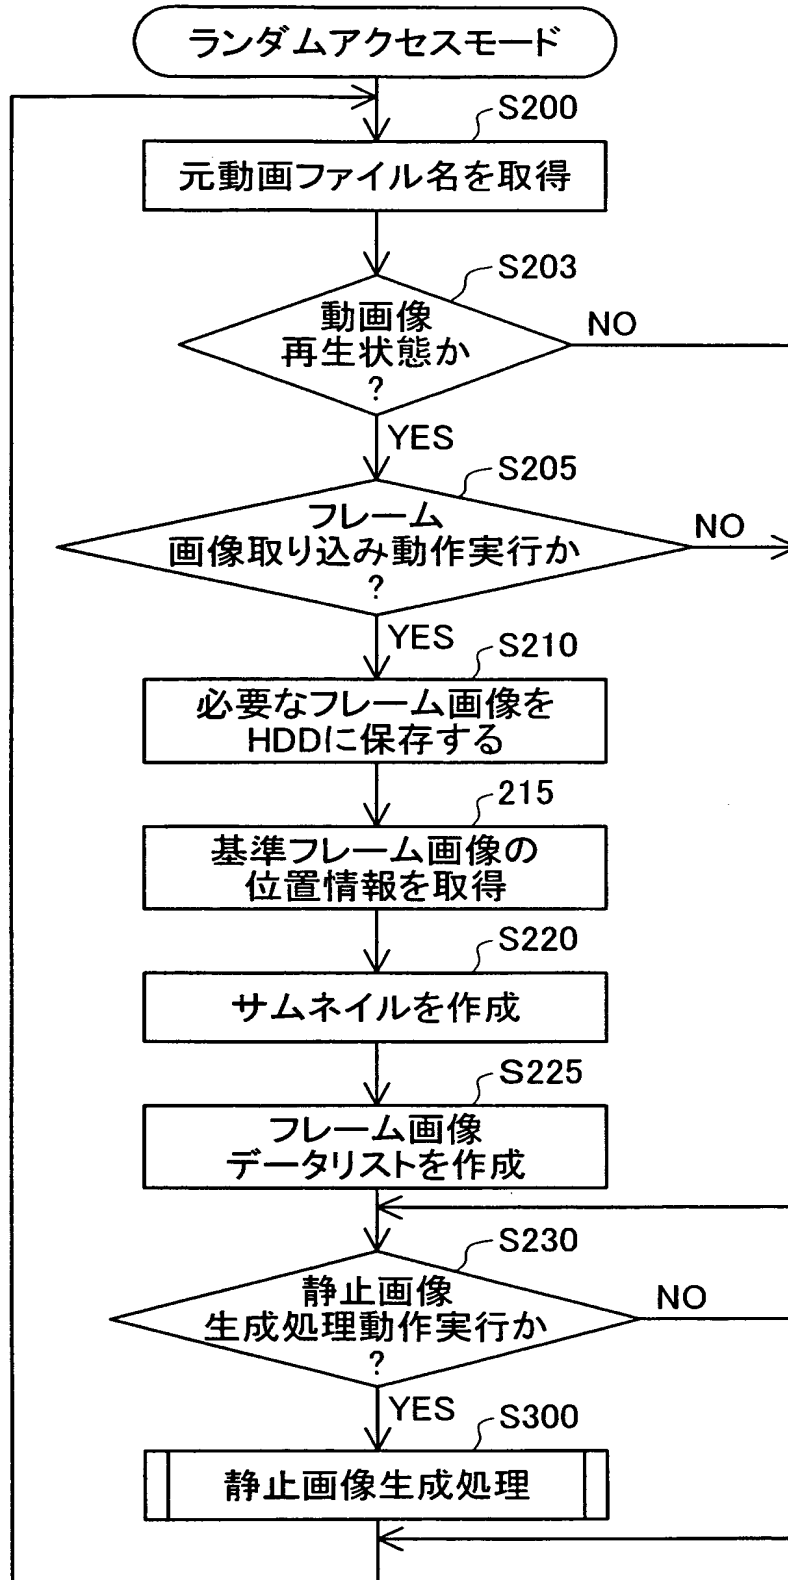 ランダムアクセスモード
S200
元動画ファイル名を取得
S203
動画像
再生状態か
?
NO
YES
S205
フレーム
画像取り込み動作実行か
?
NO
YES
S210
必要なフレーム画像を
HDDに保存する
215
基準フレーム画像の
位置情報を取得
S220
サムネイルを作成
S225
フレーム画像
データリストを作成
S230
静止画像
生成処理動作実行か
?
NO
YES
S300
静止画像生成処理